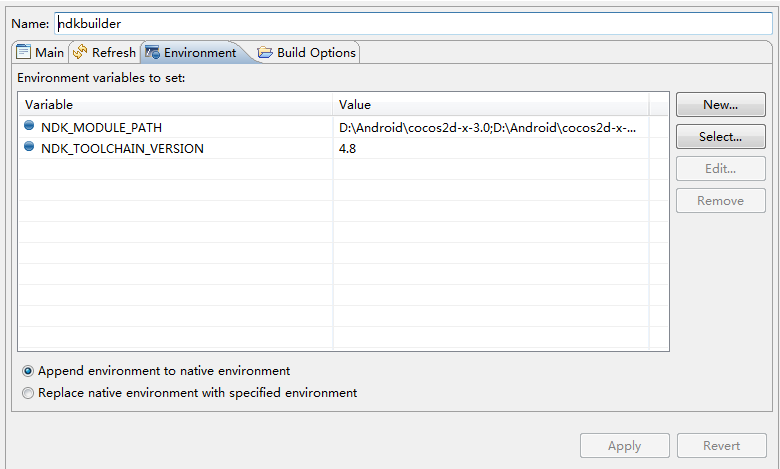 Name: ndkbuilder
Main Refresh Environment Build Options
Environment variables to set:
Variable Value
NDK_MODULE_PATH D:\Android\cocos2d-x-3.0;D:\Android\cocos2d-x-...
NDK_TOOLCHAIN_VERSION 4.8
New...
Select...
Edit...
Remove
Append environment to native environment
Replace native environment with specified environment
Apply Revert